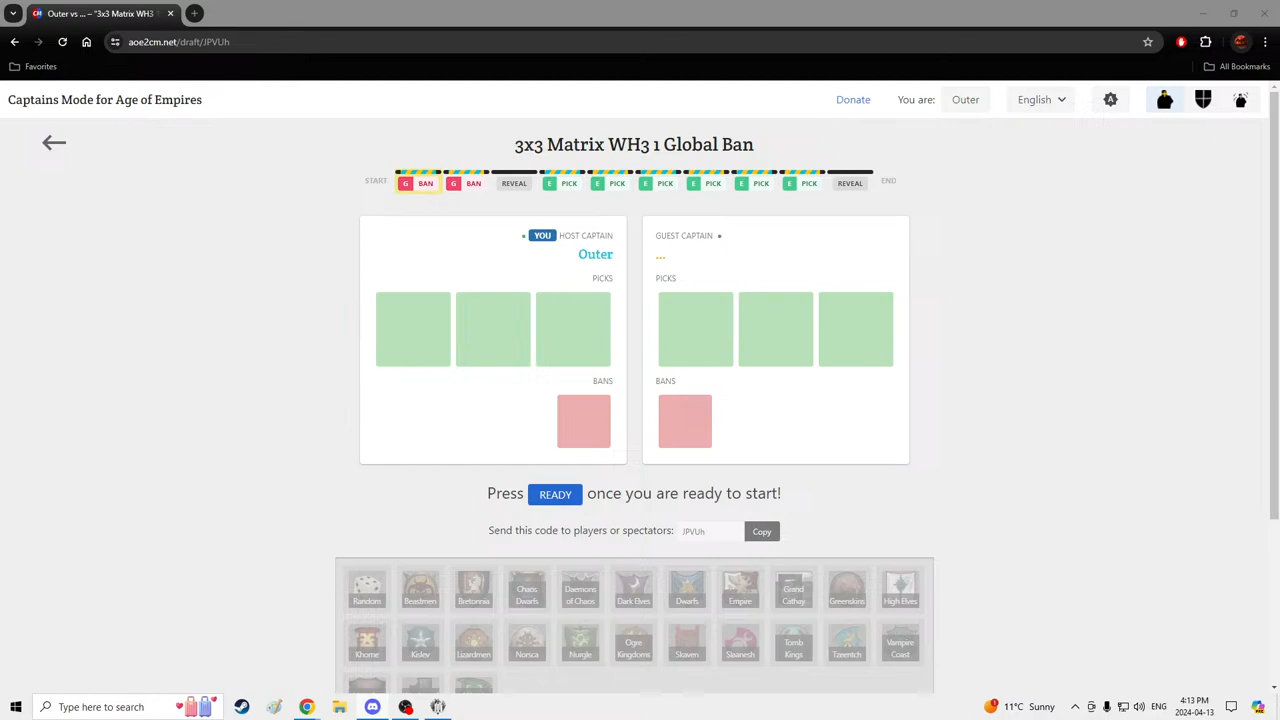 Outer vs ... – "3x3 Matrix WH3 1
aoe2cm.net/draft/JPVUh
Favorites
All Bookmarks
Captains Mode for Age of Empires
Donate
You are:
Outer
English
3x3 Matrix WH3 1 Global Ban
START
G BAN
G BAN
REVEAL
E PICK
E PICK
E PICK
E PICK
E PICK
E PICK
REVEAL
END
YOU HOST CAPTAIN
Outer
PICKS
BANS
GUEST CAPTAIN
...
PICKS
BANS
Press READY once you are ready to start!
Send this code to players or spectators: JPVUh Copy
Random
Beastmen
Bretonnia
Chaos Dwarfs
Daemons of Chaos
Dark Elves
Dwarfs
Empire
Grand Cathay
Greenskins
High Elves
Khorne
Kislev
Lizardmen
Norsca
Nurgle
Ogre Kingdoms
Skaven
Slaanesh
Tomb Kings
Tzeentch
Vampire Coast
Type here to search
11°C Sunny
ENG
4:13 PM
2024-04-13